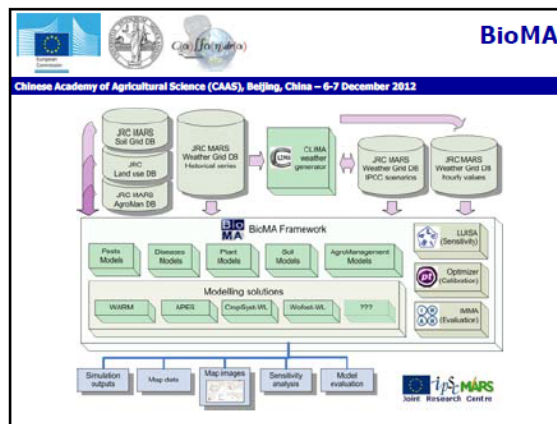 European
Commission
BioMA
Chinese Academy of Agricultural Science (CAAS), Beijing, China – 6-7 December 2012
JRC MARS
Soil Grid DB
JRC
Land use DB
JRC MARS
AgroMan DB
JRC MARS
Weather Grid DB
Historical series
CLIMA
weather
generator
JRC MARS
Weather Grid DB
IPCC scenarios
JRC MARS
Weather Grid DB
hourly values
Bio
MA
BioMA Framework
Pests
Models
Diseases
Models
Plant
Models
Soil
Models
AgroManagement
Models
LUISA
(Sensitivity)
Modelling solutions
Optimizer
(Calibration)
WARM
APES
CropSyst-WL
Wofost-WL
???
IMMA
(Evaluation)
Simulation
outputs
Map data
Map images
Sensitivity
analysis
Model
evaluation
ipsc MARS
Joint Research Centre